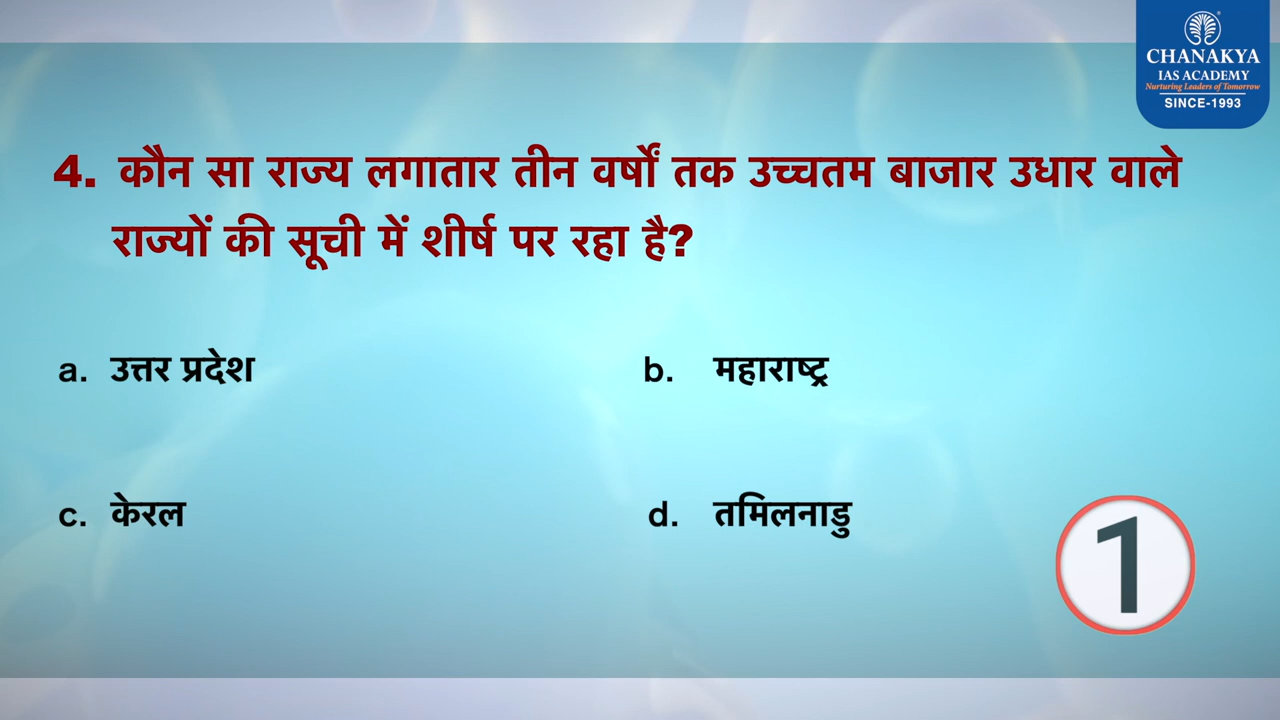 CHANAKYA
IAS ACADEMY
Nurturing Leaders of Tomorrow
SINCE-1993
4. कौन सा राज्य लगातार तीन वर्षों तक उच्चतम बाजार उधार वाले
राज्यों की सूची में शीर्ष पर रहा है?
a. उत्तर प्रदेश b. महाराष्ट्र
c. केरल d. तमिलनाडु
1